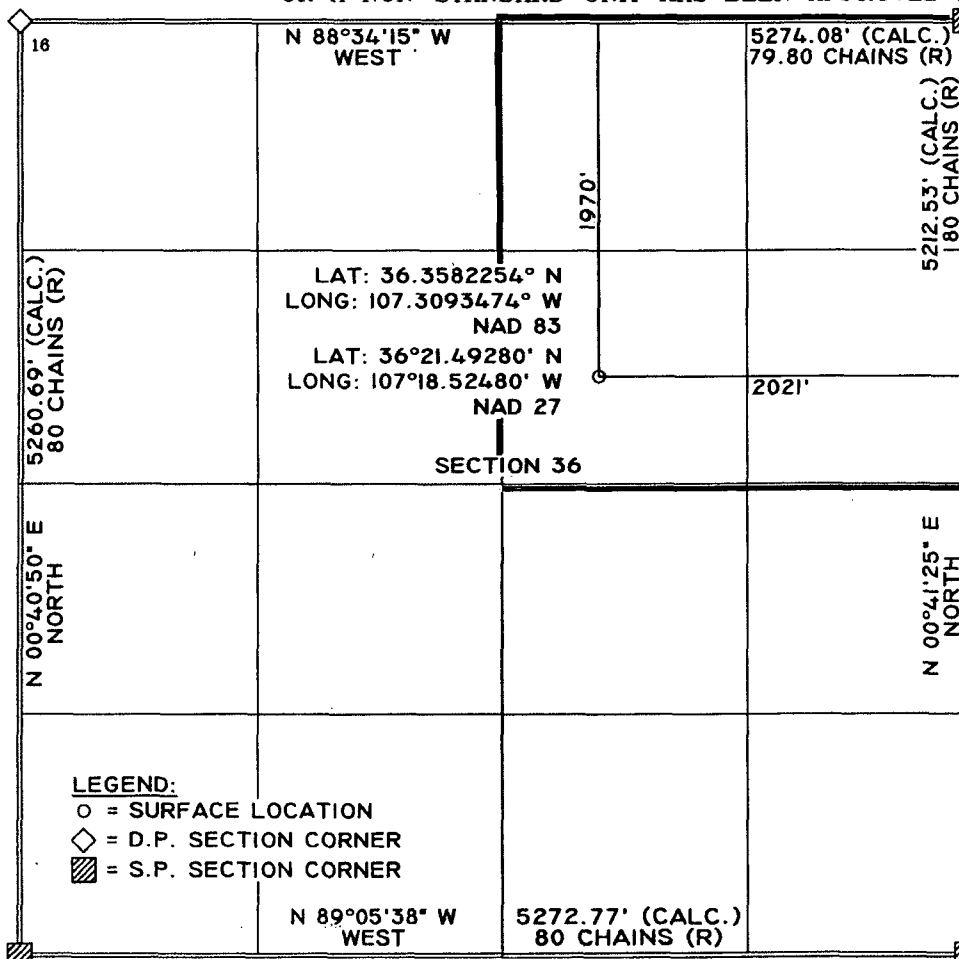 16
N 88°34'15" W
WEST
5274.08' (CALC.)
79.80 CHAINS (R)
5212.53' (CALC.)
80 CHAINS (R)
1970'
5260.69' (CALC.)
80 CHAINS (R)
LAT: 36.3582254° N
LONG: 107.3093474° W
NAD 83
LAT: 36°21.49280' N
LONG: 107°18.52480' W
NAD 27
2021'
SECTION 36
N 00°40'50" E
NORTH
N 00°41'25" E
NORTH
LEGEND:
O = SURFACE LOCATION
◇ = D.P. SECTION CORNER
▨ = S.P. SECTION CORNER
N 89°05'38" W
WEST
5272.77' (CALC.)
80 CHAINS (R)